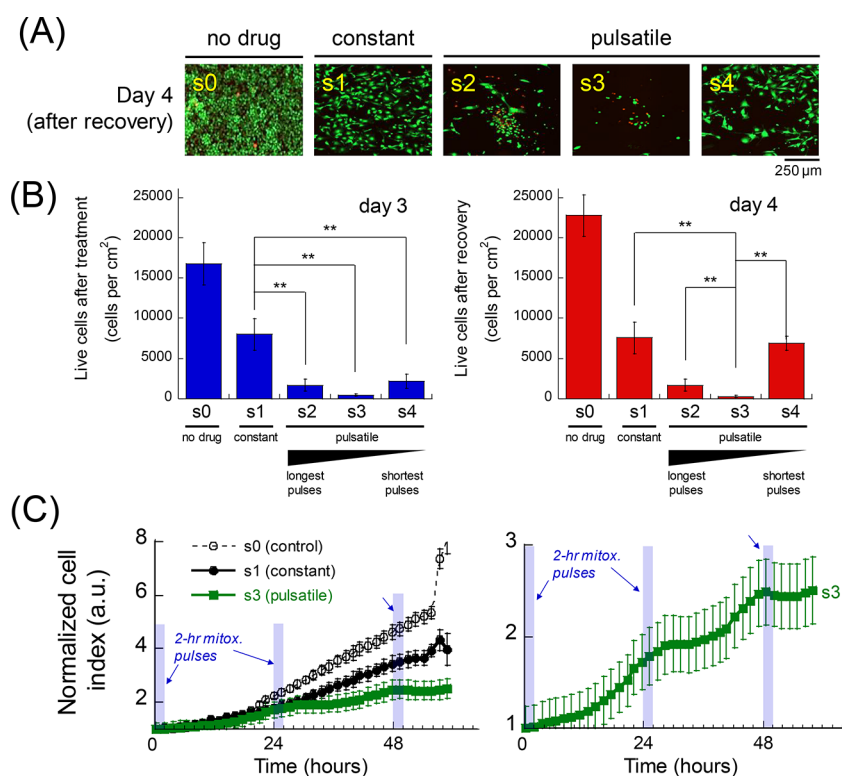 (A)
no drug constant pulsatile
Day 4
(after recovery)
s0 s1 s2 s3 s4
250 µm
(B)
Live cells after treatment
(cells per cm2)
25000
20000
15000
10000
5000
0
day 3
**
**
**
s0 s1 s2 s3 s4
no drug constant pulsatile
longest
pulses
shortest
pulses
Live cells after recovery
(cells per cm2)
25000
20000
15000
10000
5000
0
day 4
**
**
**
s0 s1 s2 s3 s4
no drug constant pulsatile
longest
pulses
shortest
pulses
(C)
Normalized cell
index (a.u.)
8
6
4
2
s0 (control)
s1 (constant)
s3 (pulsatile)
2-hr mitox.
pulses
0 24 48
Time (hours)
3
2
1
2-hr mitox.
pulses
s3
0 24 48
Time (hours)